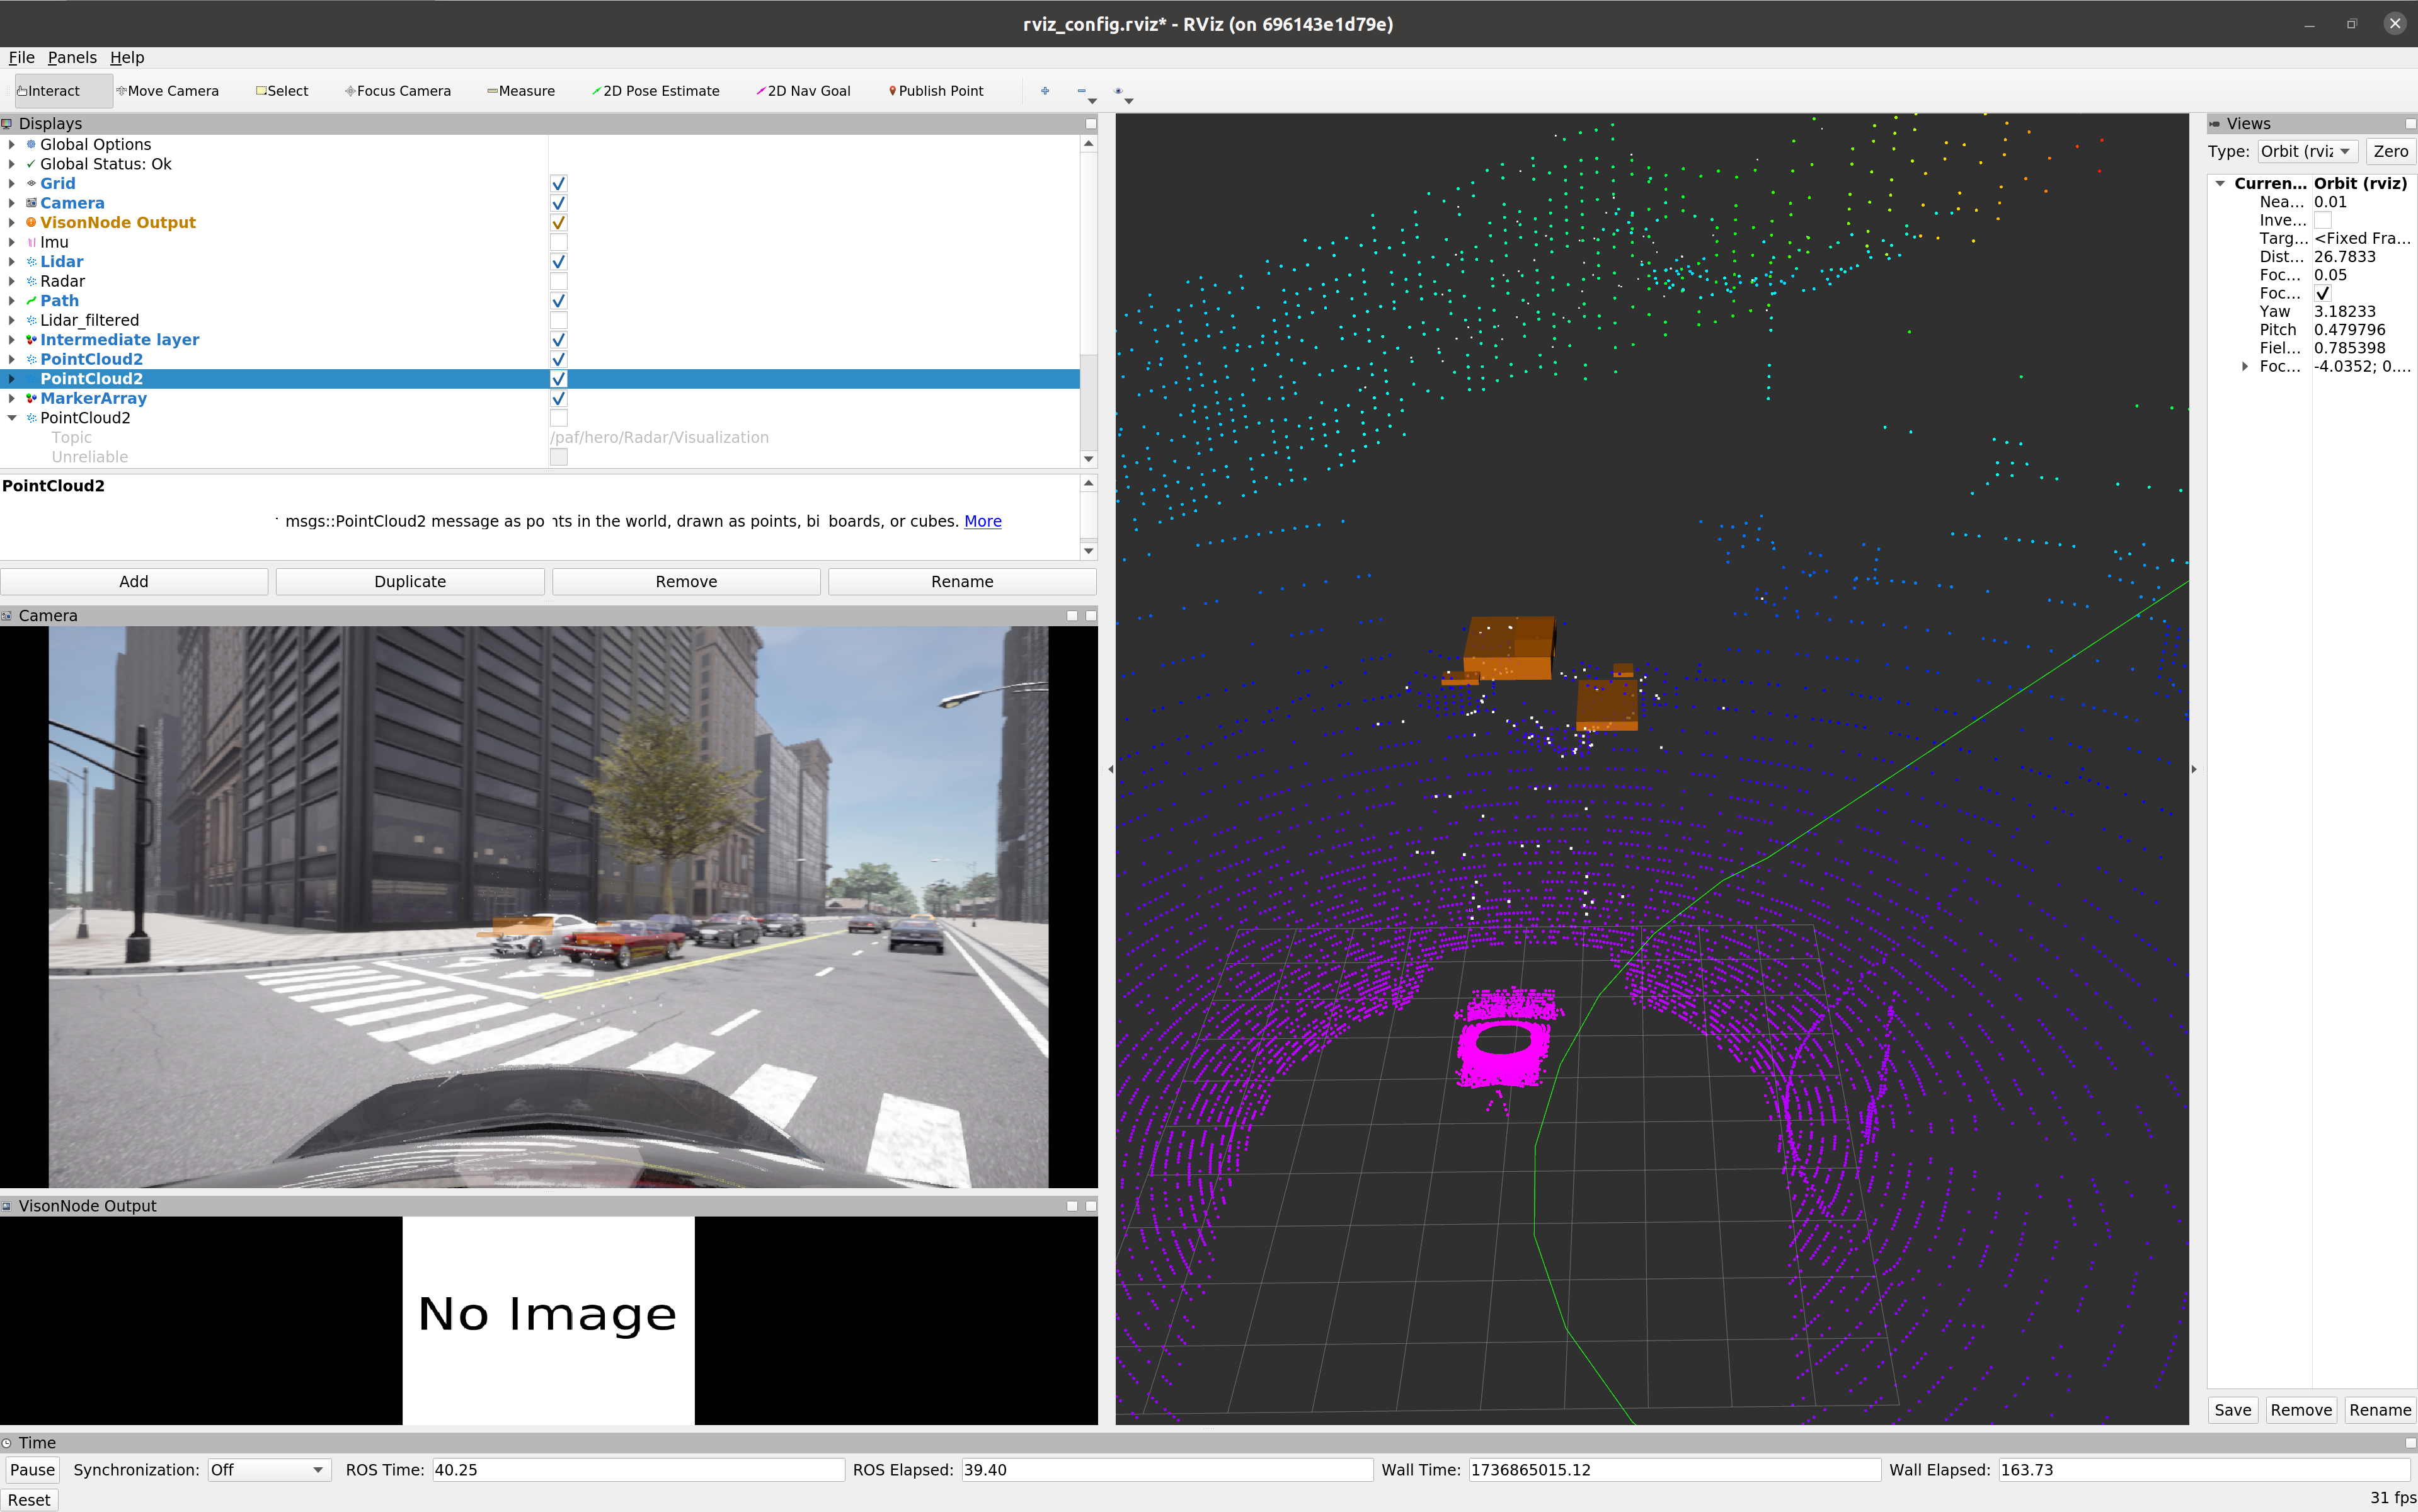 rviz_config.rviz* - RViz (on 696143e1d79e)
File Panels Help
Interact Move Camera Select Focus Camera Measure 2D Pose Estimate 2D Nav Goal Publish Point
Displays
Global Options
Global Status: Ok
Grid
Camera
VisonNode Output
Imu
Lidar
Radar
Path
Lidar_filtered
Intermediate layer
PointCloud2
PointCloud2
MarkerArray
PointCloud2
Topic /paf/hero/Radar/Visualization
Unreliable
PointCloud2
msgs::PointCloud2 message as po nts in the world, drawn as points, bi boards, or cubes. More
Add Duplicate Remove Rename
Camera
VisonNode Output
No Image
Views
Type: Orbit (rviz Zero
Curren... Orbit (rviz)
Nea... 0.01
Inve...
Targ... <Fixed Fra...
Dist... 26.7833
Foc... 0.05
Foc...
Yaw 3.18233
Pitch 0.479796
Fiel... 0.785398
Foc... -4.0352; 0....
Save Remove Rename
Time
Pause Synchronization: Off ROS Time: 40.25 ROS Elapsed: 39.40 Wall Time: 1736865015.12 Wall Elapsed: 163.73
Reset 31 fps